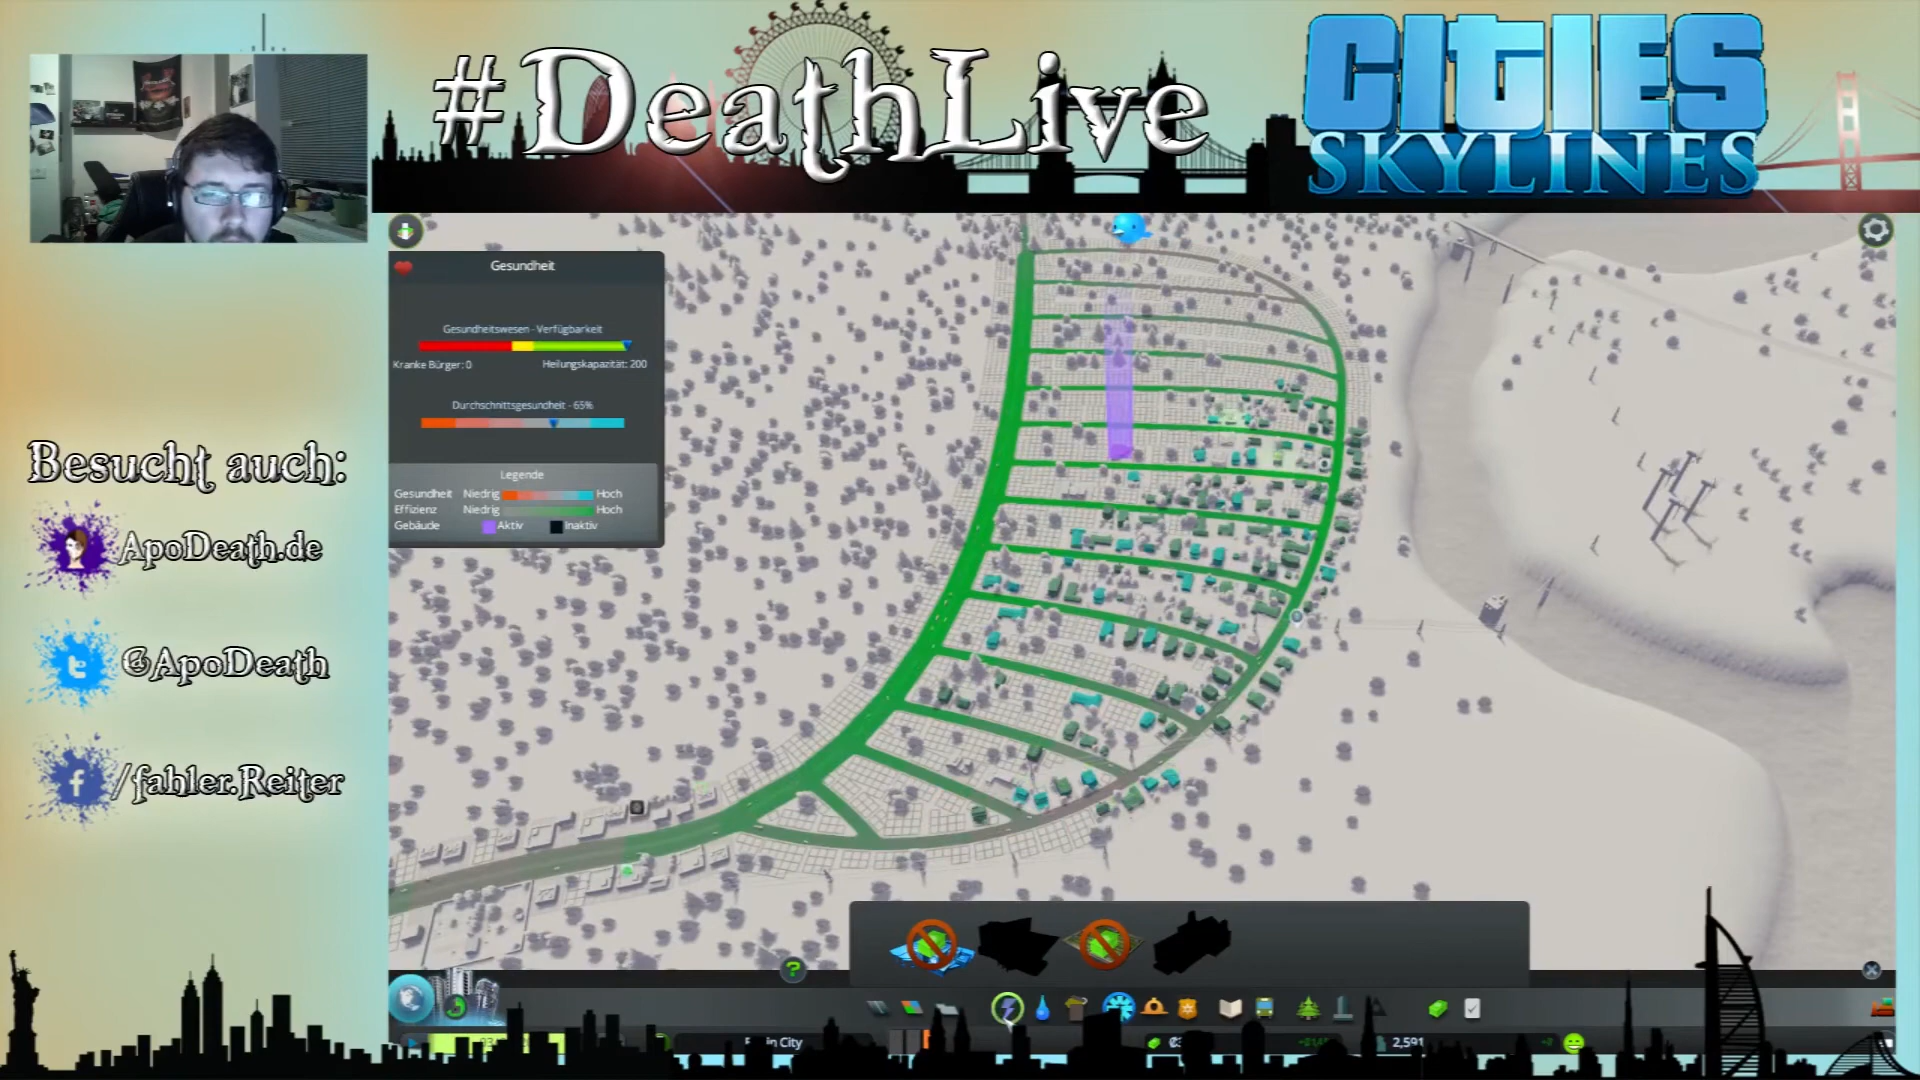 #DeathLive
CITIES
SKYLINES
Gesundheit
Gesundheitswesen - Verfügbarkeit
Kranke Bürger: 0
Heilungskapazität: 200
Durchschnittsgesundheit - 65%
Legende
Gesundheit Niedrig Hoch
Effizienz Niedrig Hoch
Gebäude Aktiv Inaktiv
Besucht auch:
ApoDeath.de
@ApoDeath
/fahler.Reiter
?
City
2,591